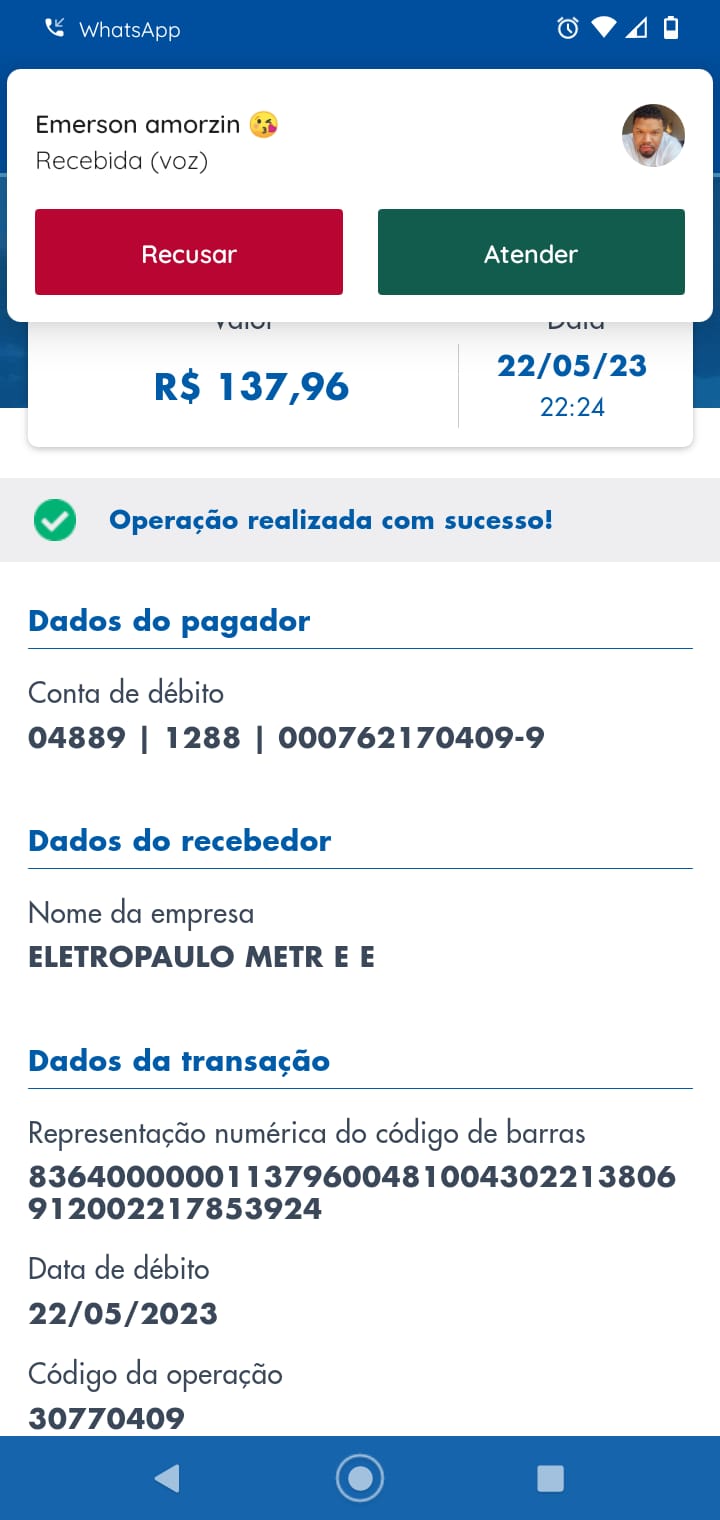 WhatsApp
Emerson amorzin 😘
Recebida (voz)
Recusar
Atender
Valor
Data
R$ 137,96
22/05/23
22:24
Operação realizada com sucesso!
Dados do pagador
Conta de débito
04889 | 1288 | 000762170409-9
Dados do recebedor
Nome da empresa
ELETROPAULO METR E E
Dados da transação
Representação numérica do código de barras
836400000011379600481004302213806
912002217853924
Data de débito
22/05/2023
Código da operação
30770409